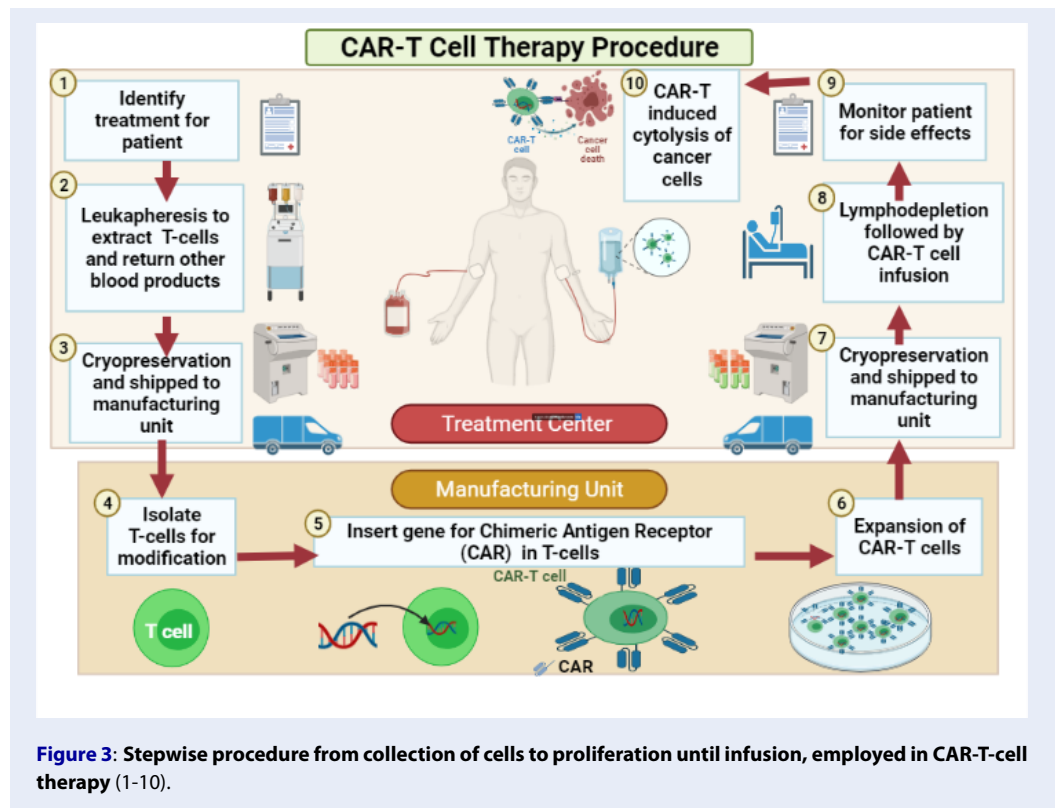 CAR-T Cell Therapy Procedure
1
Identify
treatment for
patient
2
Leukapheresis to
extract T-cells
and return other
blood products
3
Cryopreservation
and shipped to
manufacturing
unit
CAR-T
cell
Cancer
cell
death
10
CAR-T
induced
cytolysis of
cancer
cells
9
Monitor patient
for side effects
8
Lymphodepletion
followed by
CAR-T cell
infusion
7
Cryopreservation
and shipped to
manufacturing
unit
Treatment Center
Manufacturing Unit
4
Isolate
T-cells for
modification
5
Insert gene for Chimeric Antigen Receptor
(CAR) in T-cells
6
Expansion of
CAR-T cells
T cell
CAR-T cell
CAR
Figure 3: Stepwise procedure from collection of cells to proliferation until infusion, employed in CAR-T-cell
therapy (1-10).